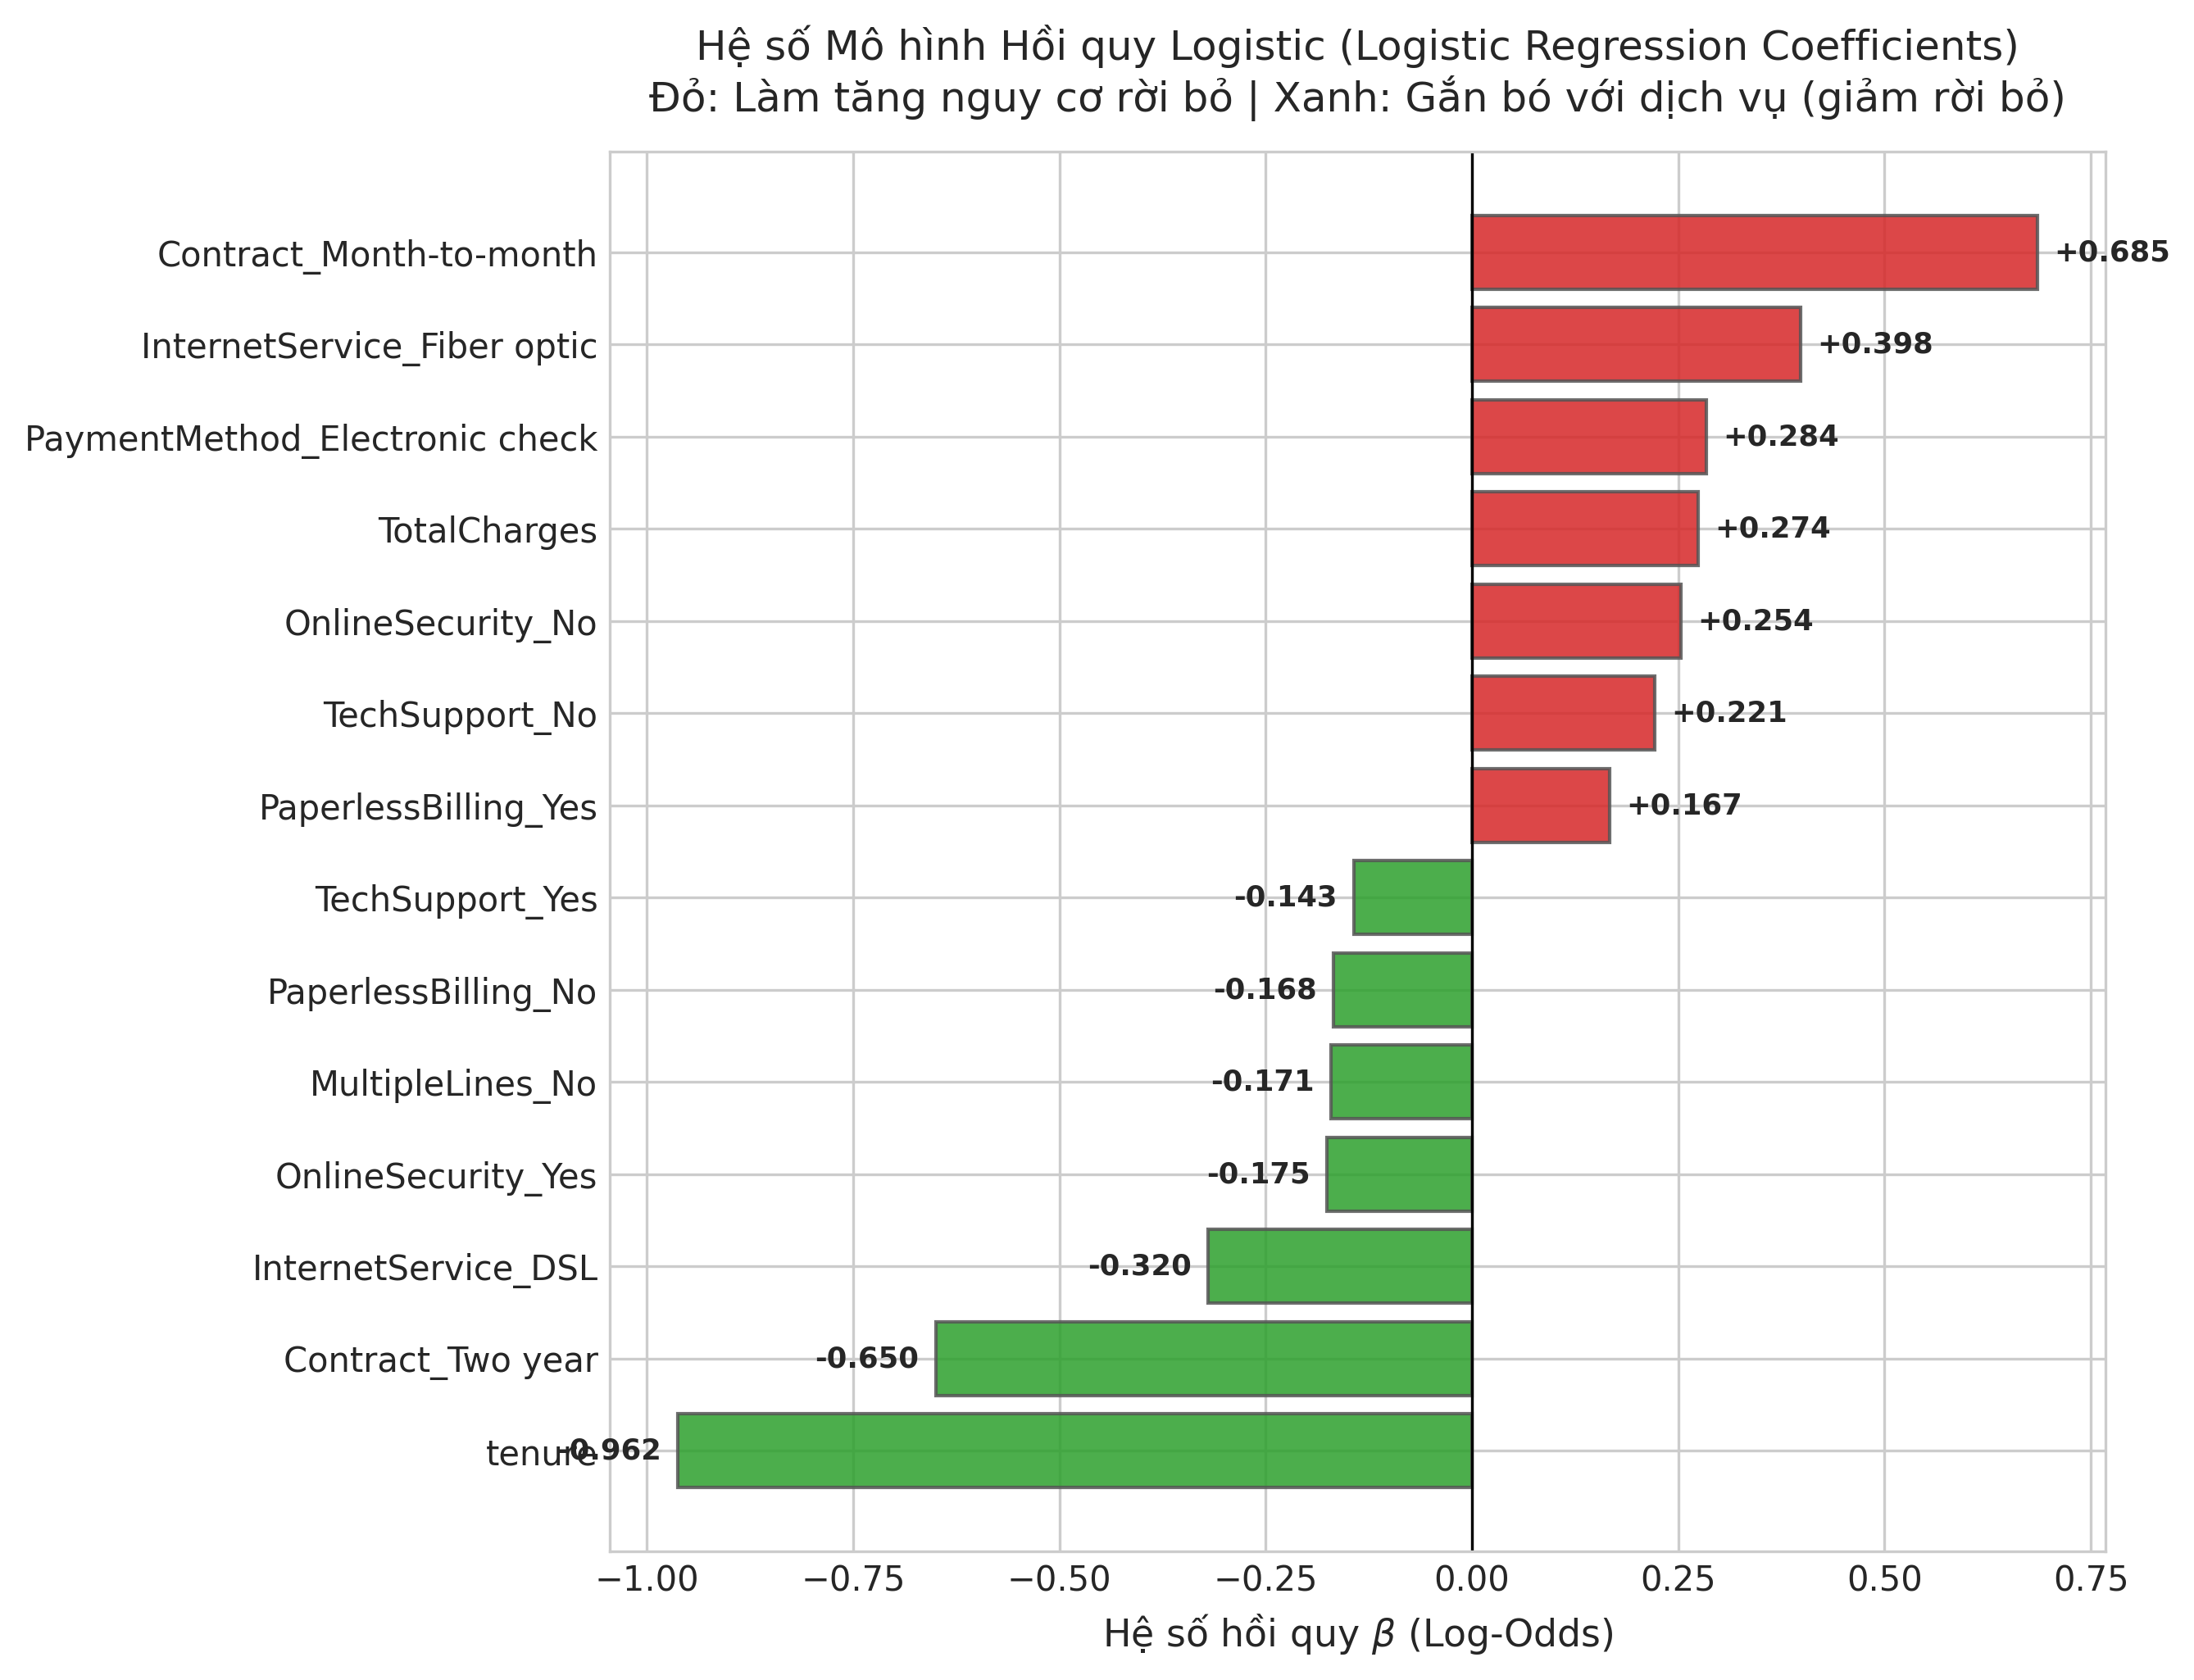 Hệ số Mô hình Hồi quy Logistic (Logistic Regression Coefficients)
Đỏ: Làm tăng nguy cơ rời bỏ | Xanh: Gắn bó với dịch vụ (giảm rời bỏ)
Contract_Month-to-month +0.685
InternetService_Fiber optic +0.398
PaymentMethod_Electronic check +0.284
TotalCharges +0.274
OnlineSecurity_No +0.254
TechSupport_No +0.221
PaperlessBilling_Yes +0.167
TechSupport_Yes -0.143
PaperlessBilling_No -0.168
MultipleLines_No -0.171
OnlineSecurity_Yes -0.175
InternetService_DSL -0.320
Contract_Two year -0.650
tenure -0.962
−1.00 −0.75 −0.50 −0.25 0.00 0.25 0.50 0.75
Hệ số hồi quy β (Log-Odds)